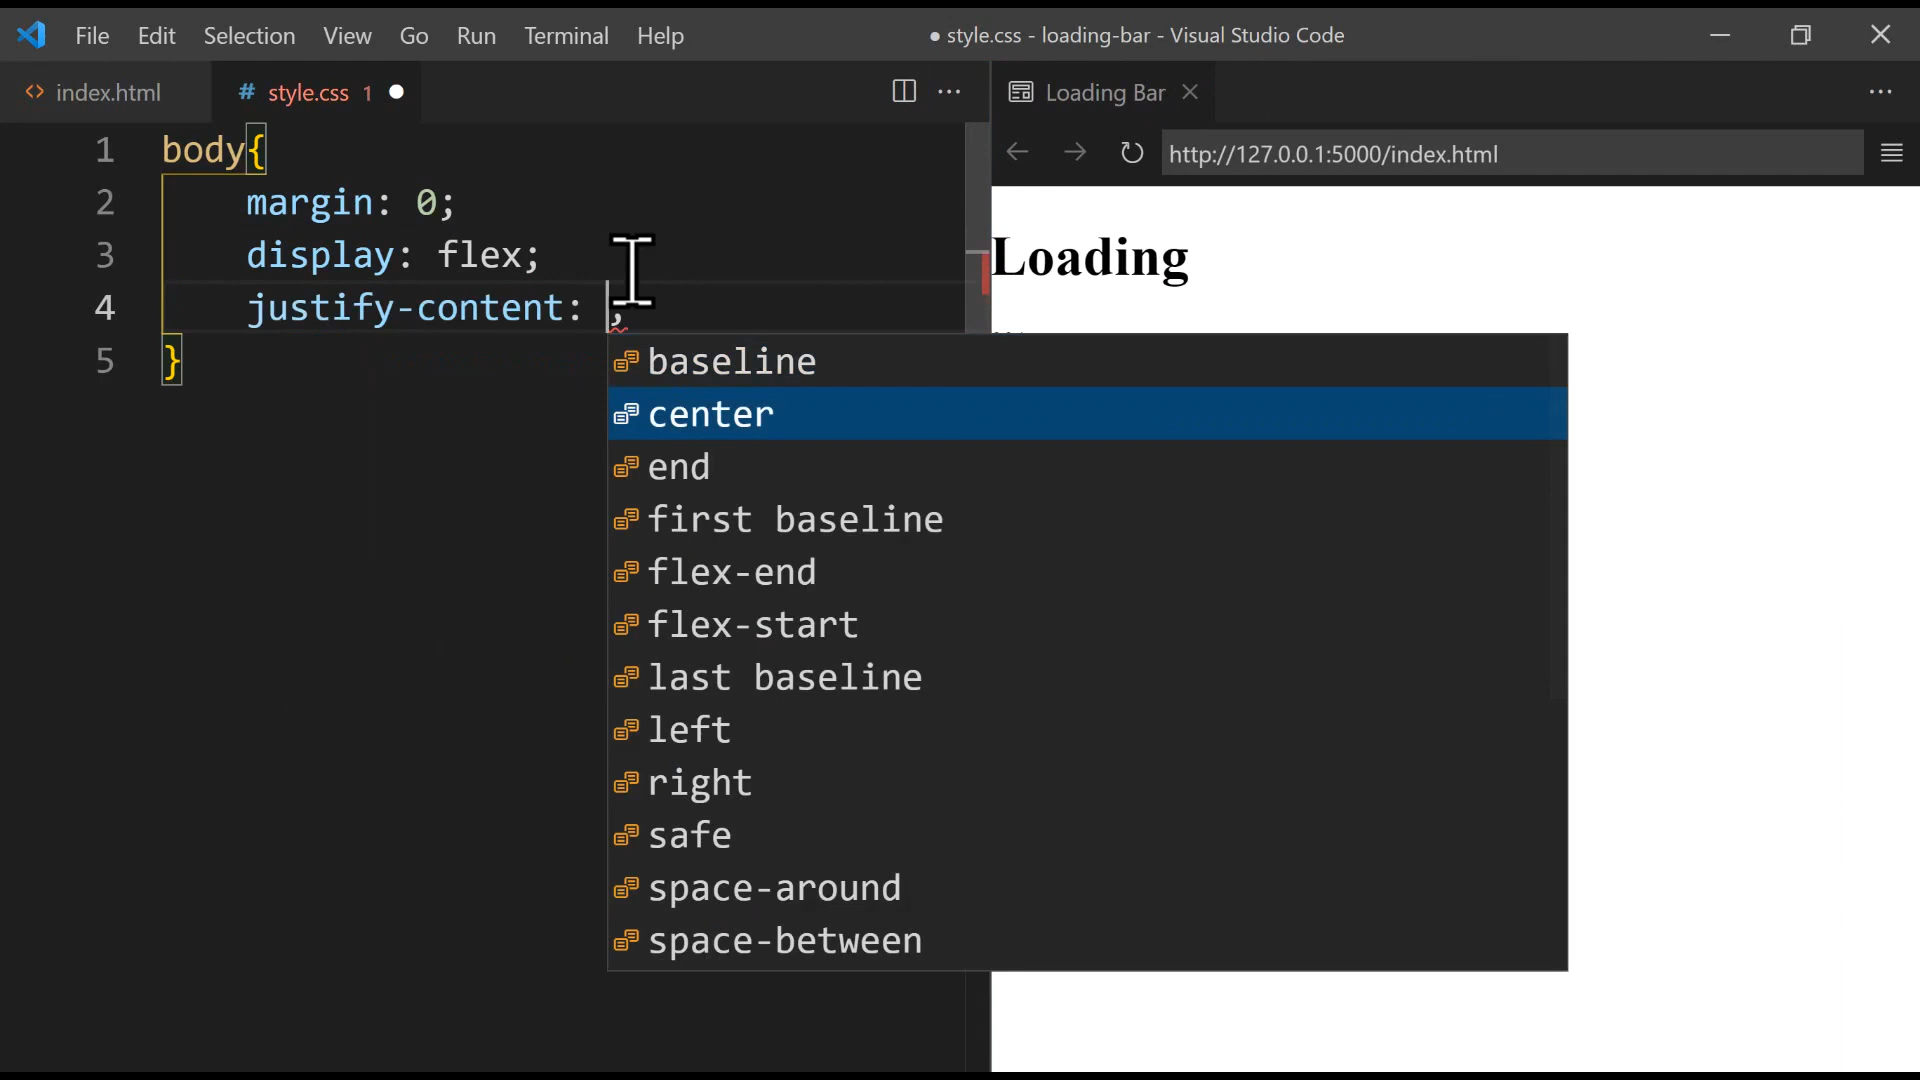 File Edit Selection View Go Run Terminal Help
● style.css - loading-bar - Visual Studio Code
index.html
# style.css 1 ●
Loading Bar
http://127.0.0.1:5000/index.html
1 body{
2 margin: 0;
3 display: flex;
4 justify-content: ;
5 }
baseline
center
end
first baseline
flex-end
flex-start
last baseline
left
right
safe
space-around
space-between
Loading